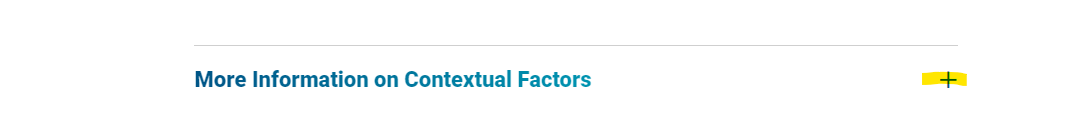 More Information on Contextual Factors +